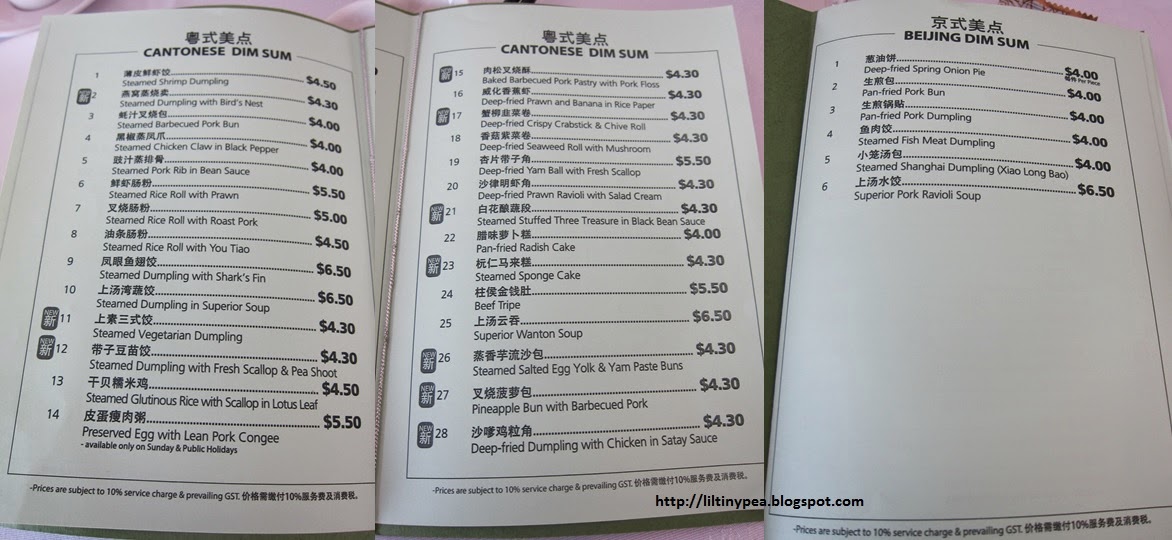 粤式美点
CANTONESE DIM SUM
1 薄皮鲜虾饺 $4.50
Steamed Shrimp Dumpling
NEW 新 2 燕窝蒸烧卖 $4.30
Steamed Dumpling with Bird's Nest
3 蚝汁叉烧包 $4.00
Steamed Barbecued Pork Bun
4 黑椒蒸凤爪 $4.00
Steamed Chicken Claw in Black Pepper
5 豉汁蒸排骨 $4.00
Steamed Pork Rib in Bean Sauce
6 鲜虾肠粉 $5.50
Steamed Rice Roll with Prawn
7 叉烧肠粉 $5.00
Steamed Rice Roll with Roast Pork
8 油条肠粉 $4.50
Steamed Rice Roll with You Tiao
9 凤眼鱼翅饺 $6.50
Steamed Dumpling with Shark's Fin
10 上汤湾蔬饺 $6.50
Steamed Dumpling in Superior Soup
NEW 新 11 上素三式饺 $4.30
Steamed Vegetarian Dumpling
NEW 新 12 带子豆苗饺 $4.30
Steamed Dumpling with Fresh Scallop & Pea Shoot
13 干贝糯米鸡 $4.50
Steamed Glutinous Rice with Scallop in Lotus Leaf
14 皮蛋瘦肉粥 $5.50
Preserved Egg with Lean Pork Congee
- available only on Sunday & Public Holidays
-Prices are subject to 10% service charge & prevailing GST. 价格需缴付10%服务费及消费税。
粤式美点
CANTONESE DIM SUM
NEW 新 15 肉松叉烧酥 $4.30
Baked Barbecued Pork Pastry with Pork Floss
16 威化香蕉虾 $4.30
Deep-fried Prawn and Banana in Rice Paper
NEW 新 17 蟹柳韭菜卷 $4.30
Deep-fried Crispy Crabstick & Chive Roll
18 香菇紫菜卷 $4.30
Deep-fried Seaweed Roll with Mushroom
19 杏片带子角 $5.50
Deep-fried Yam Ball with Fresh Scallop
20 沙律明虾角 $4.30
Deep-fried Prawn Ravioli with Salad Cream
NEW 新 21 白花酿蔬段 $4.30
Steamed Stuffed Three Treasure in Black Bean Sauce
22 腊味萝卜糕 $4.00
Pan-fried Radish Cake
NEW 新 23 杬仁马来糕 $4.30
Steamed Sponge Cake
24 柱侯金钱肚 $5.50
Beef Tripe
25 上汤云吞 $6.50
Superior Wanton Soup
NEW 新 26 蒸香芋流沙包 $4.30
Steamed Salted Egg Yolk & Yam Paste Buns
NEW 新 27 叉烧菠萝包 $4.30
Pineapple Bun with Barbecued Pork
NEW 新 28 沙嗲鸡粒角 $4.30
Deep-fried Dumpling with Chicken in Satay Sauce
-Prices are subject to 10% service charge & prevailing GST. 价格需缴付10%服务费及消费税。
京式美点
BEIJING DIM SUM
1 葱油饼 $4.00
Deep-fried Spring Onion Pie 每件 Per Piece
2 生煎包 $4.00
Pan-fried Pork Bun
3 生煎锅贴 $4.00
Pan-fried Pork Dumpling
4 鱼肉饺 $4.00
Steamed Fish Meat Dumpling
5 小笼汤包 $4.00
Steamed Shanghai Dumpling (Xiao Long Bao)
6 上汤水饺 $6.50
Superior Pork Ravioli Soup
-Prices are subject to 10% service charge & prevailing GST. 价格需缴付10%服务费及消费税。
http://liltinypea.blogspot.com